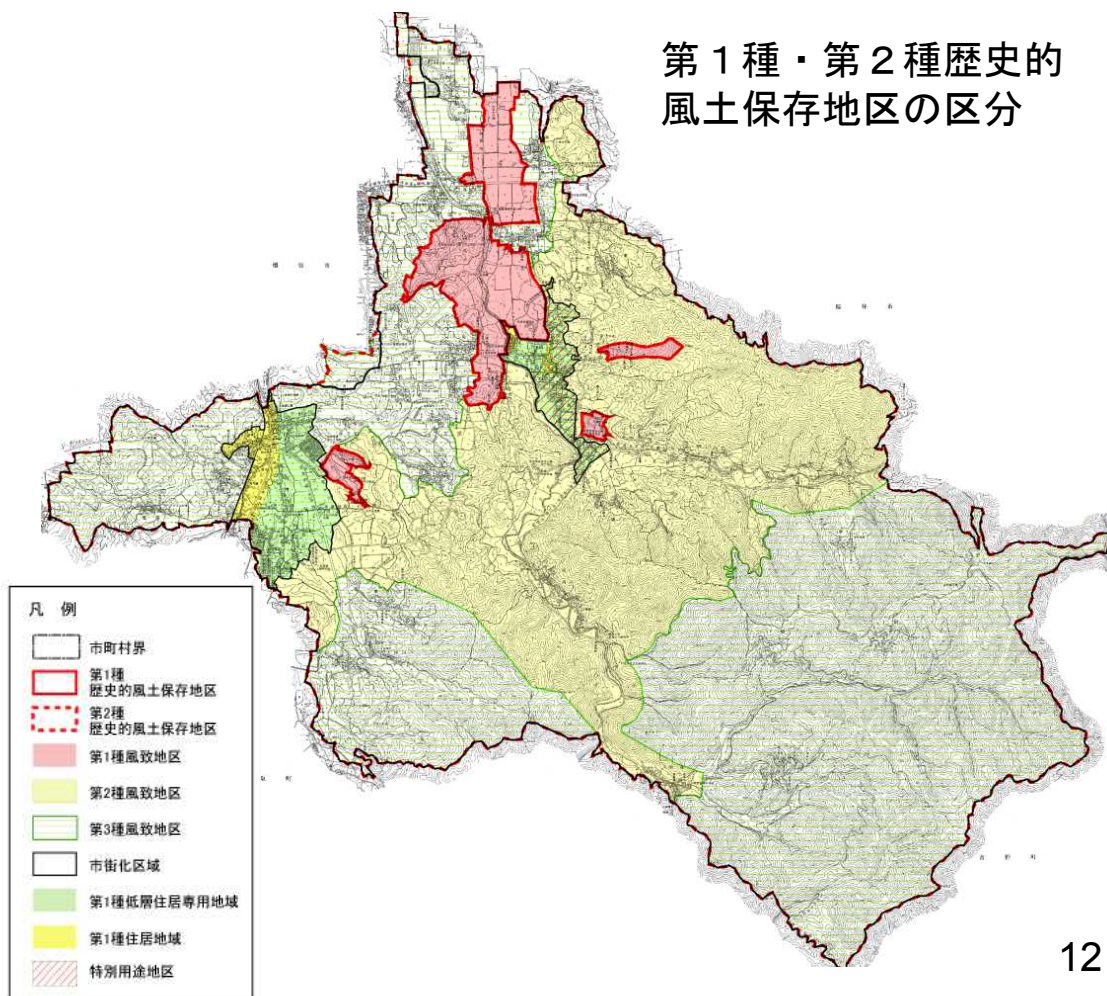 第１種・第２種歴史的
風土保存地区の区分
凡 例
市町村界
第1種
歴史的風土保存地区
第2種
歴史的風土保存地区
第1種風致地区
第2種風致地区
第3種風致地区
市街化区域
第1種低層住居専用地域
第1種住居地域
特別用途地区
12